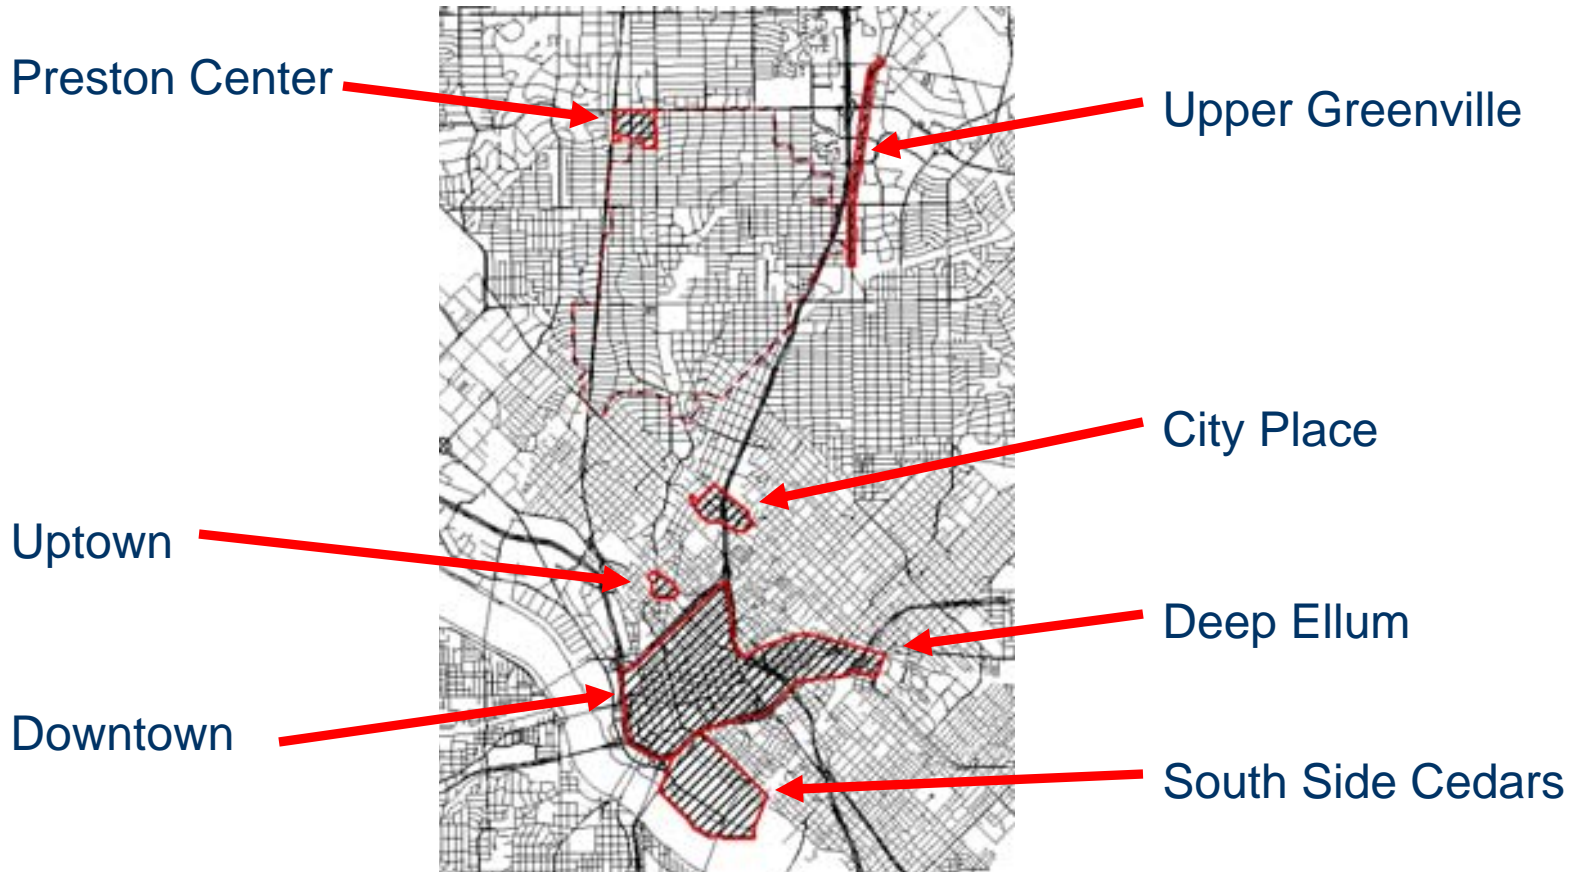 Preston Center
Upper Greenville
City Place
Uptown
Deep Ellum
Downtown
South Side Cedars